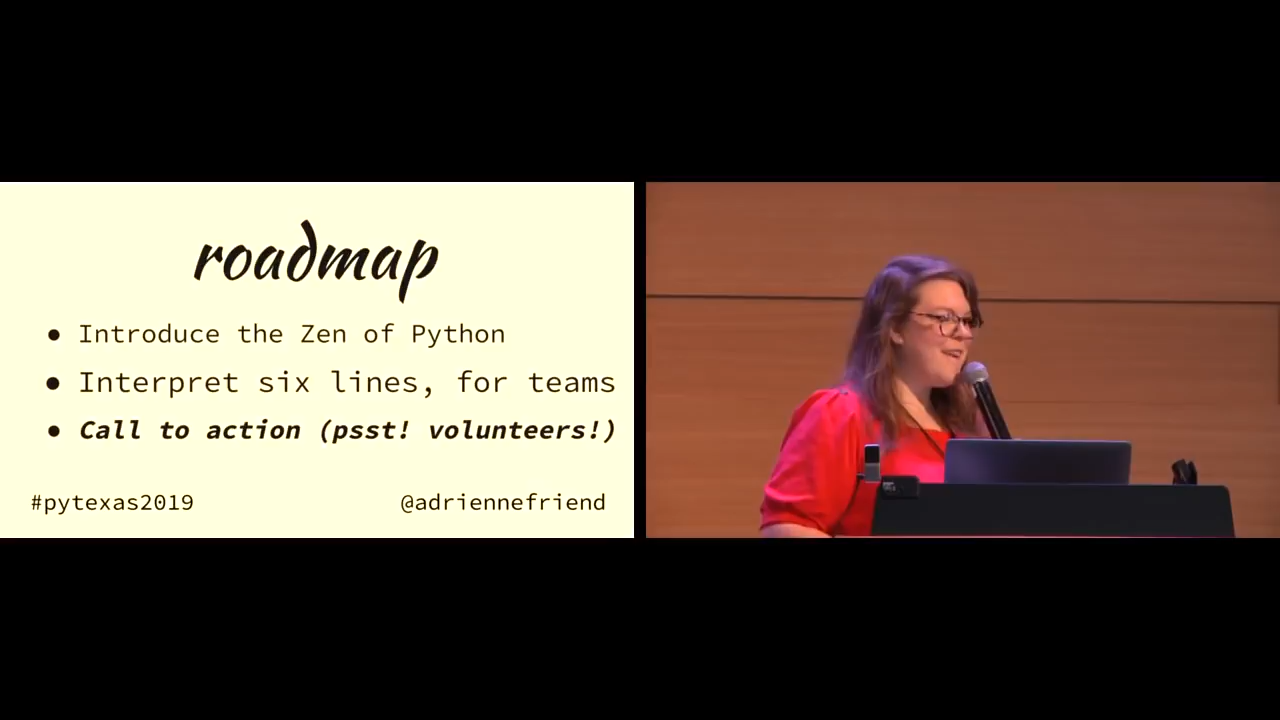 roadmap
● Introduce the Zen of Python
● Interpret six lines, for teams
● Call to action (psst! volunteers!)
#pytexas2019
@adriennefriend